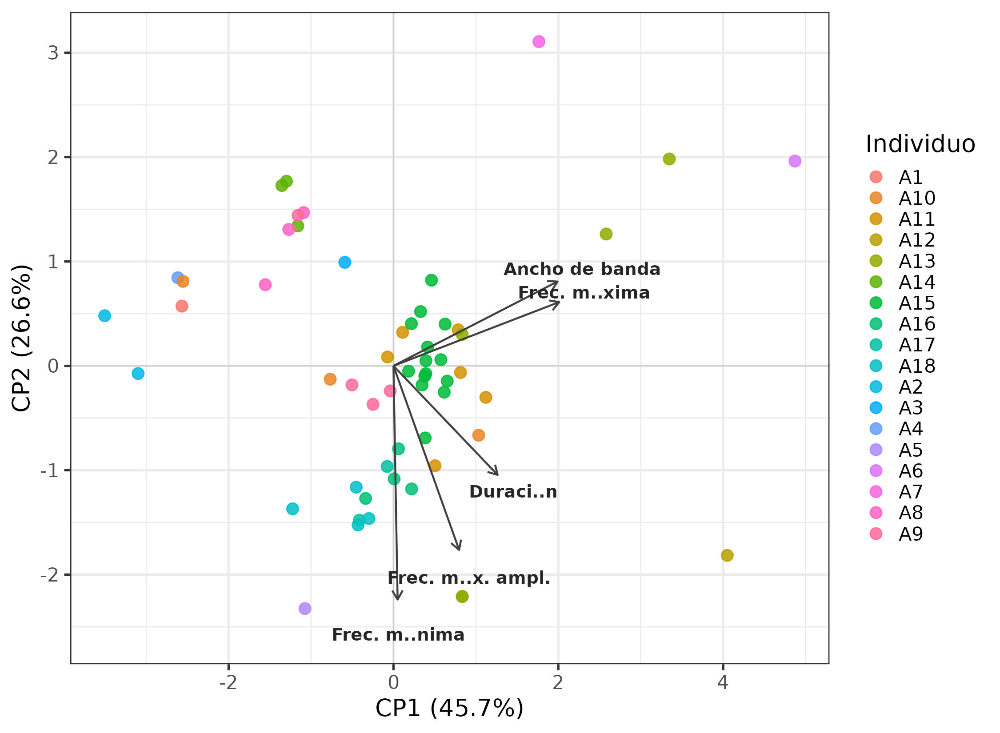 3
2
1
0
-1
-2
CP2 (26.6%)
Ancho de banda
Frec. m..xima
Duraci..n
Frec. m..x. ampl.
Frec. m..nima
-2
0
2
4
CP1 (45.7%)
Individuo
A1
A10
A11
A12
A13
A14
A15
A16
A17
A18
A2
A3
A4
A5
A6
A7
A8
A9